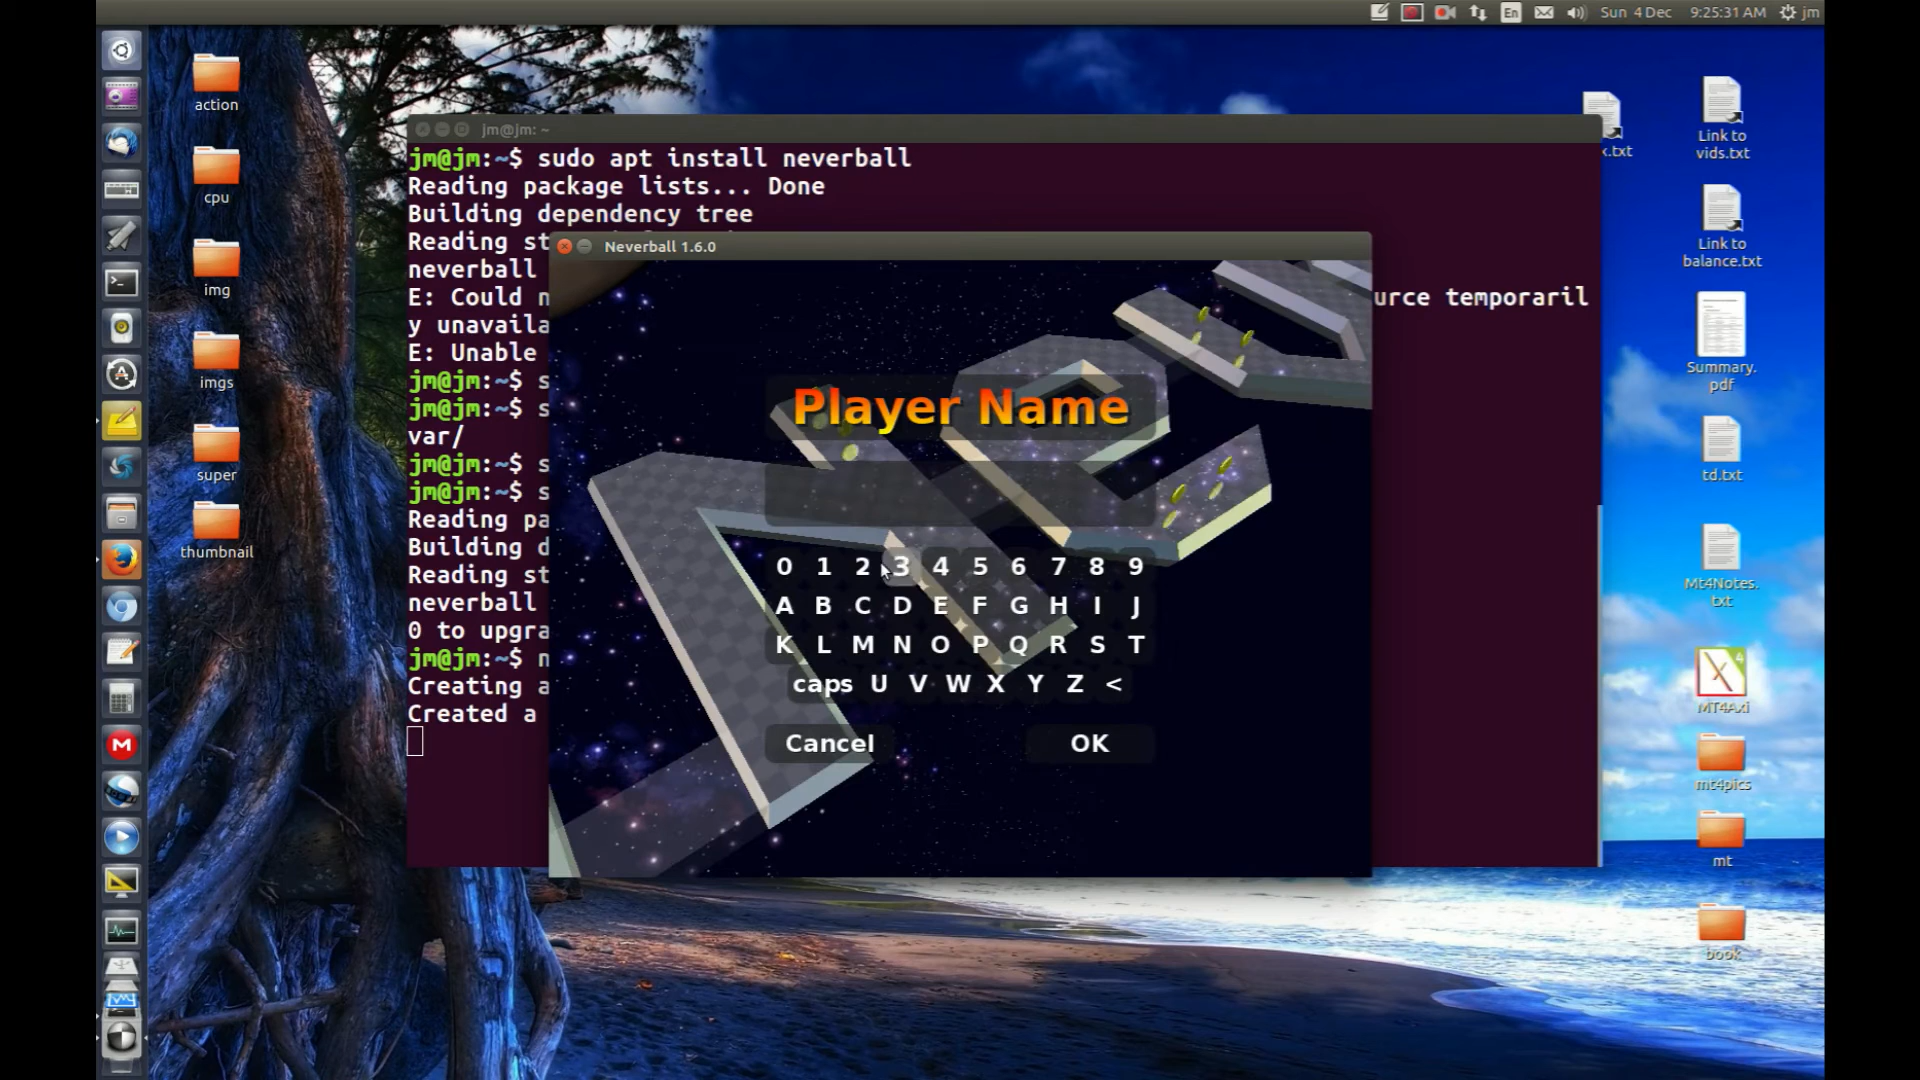 En
Sun 4 Dec
9:25:31 AM
jm
action
cpu
img
imgs
super
thumbnail
jm@jm: ~
jm@jm:~$ sudo apt install neverball
Reading package lists... Done
Building dependency tree
Reading st
neverball
E: Could n
urce temporaril
y unavaila
E: Unable
jm@jm:~$ s
jm@jm:~$ s
var/
jm@jm:~$ s
jm@jm:~$ s
Reading pa
Building d
Reading st
neverball
0 to upgra
jm@jm:~$ n
Creating a
Created a
Neverball 1.6.0
Player Name
0 1 2 3 4 5 6 7 8 9
A B C D E F G H I J
K L M N O P Q R S T
caps U V W X Y Z <
Cancel OK
k.txt
Link to
vids.txt
Link to
balance.txt
Summary.
pdf
td.txt
Mt4Notes.
txt
4
MT4Axi
mt4pics
mt
book